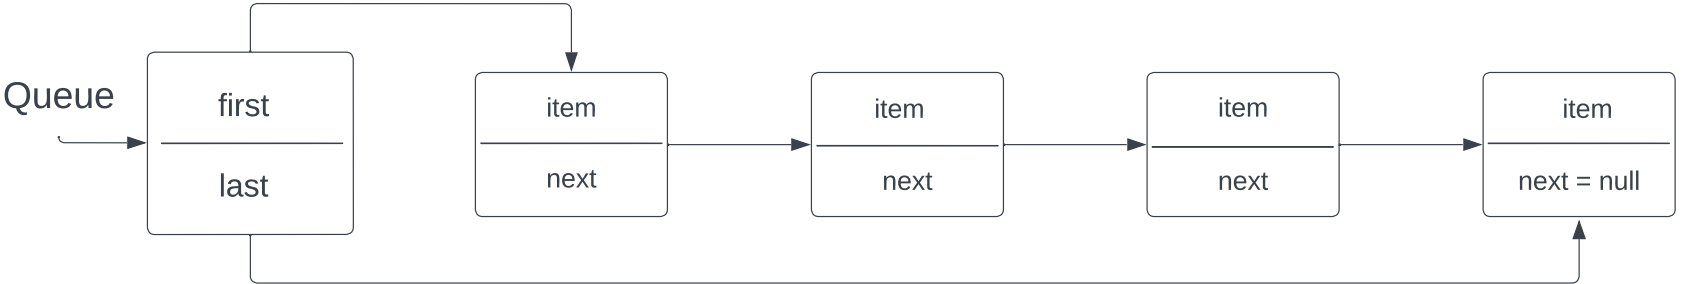 Queue
first
last
item
next
item
next
item
next
item
next = null